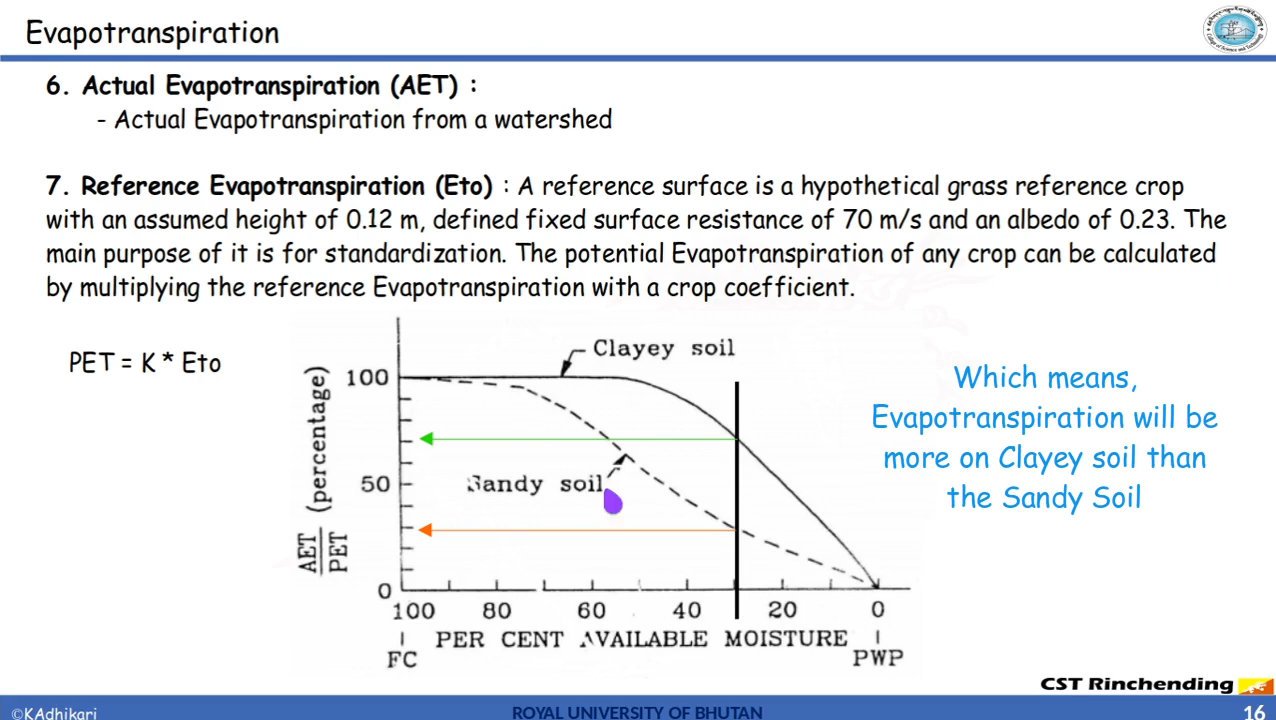 Evapotranspiration
6. Actual Evapotranspiration (AET) :
- Actual Evapotranspiration from a watershed
7. Reference Evapotranspiration (Eto) : A reference surface is a hypothetical grass reference crop
with an assumed height of 0.12 m, defined fixed surface resistance of 70 m/s and an albedo of 0.23. The
main purpose of it is for standardization. The potential Evapotranspiration of any crop can be calculated
by multiplying the reference Evapotranspiration with a crop coefficient.
PET = K * Eto
Clayey soil
Sandy soil
AET
PET
(percentage)
100
50
0
100 80 60 40 20 0
PER CENT AVAILABLE MOISTURE
FC
PWP
Which means,
Evapotranspiration will be
more on Clayey soil than
the Sandy Soil
CST Rinchending
©KAdhikari
ROYAL UNIVERSITY OF BHUTAN
16